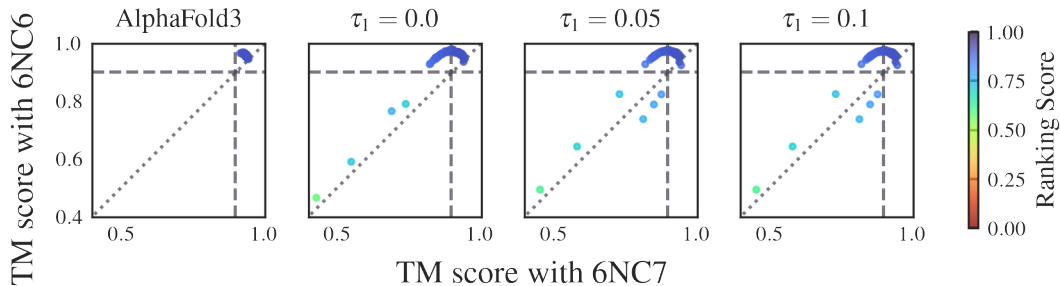 AlphaFold3
τ₁ = 0.0
τ₁ = 0.05
τ₁ = 0.1
TM score with 6NC6
1.0
0.8
0.6
0.4
0.5 1.0
0.5 1.0
0.5 1.0
0.5 1.0
TM score with 6NC7
1.00
0.75
0.50
0.25
0.00
Ranking Score